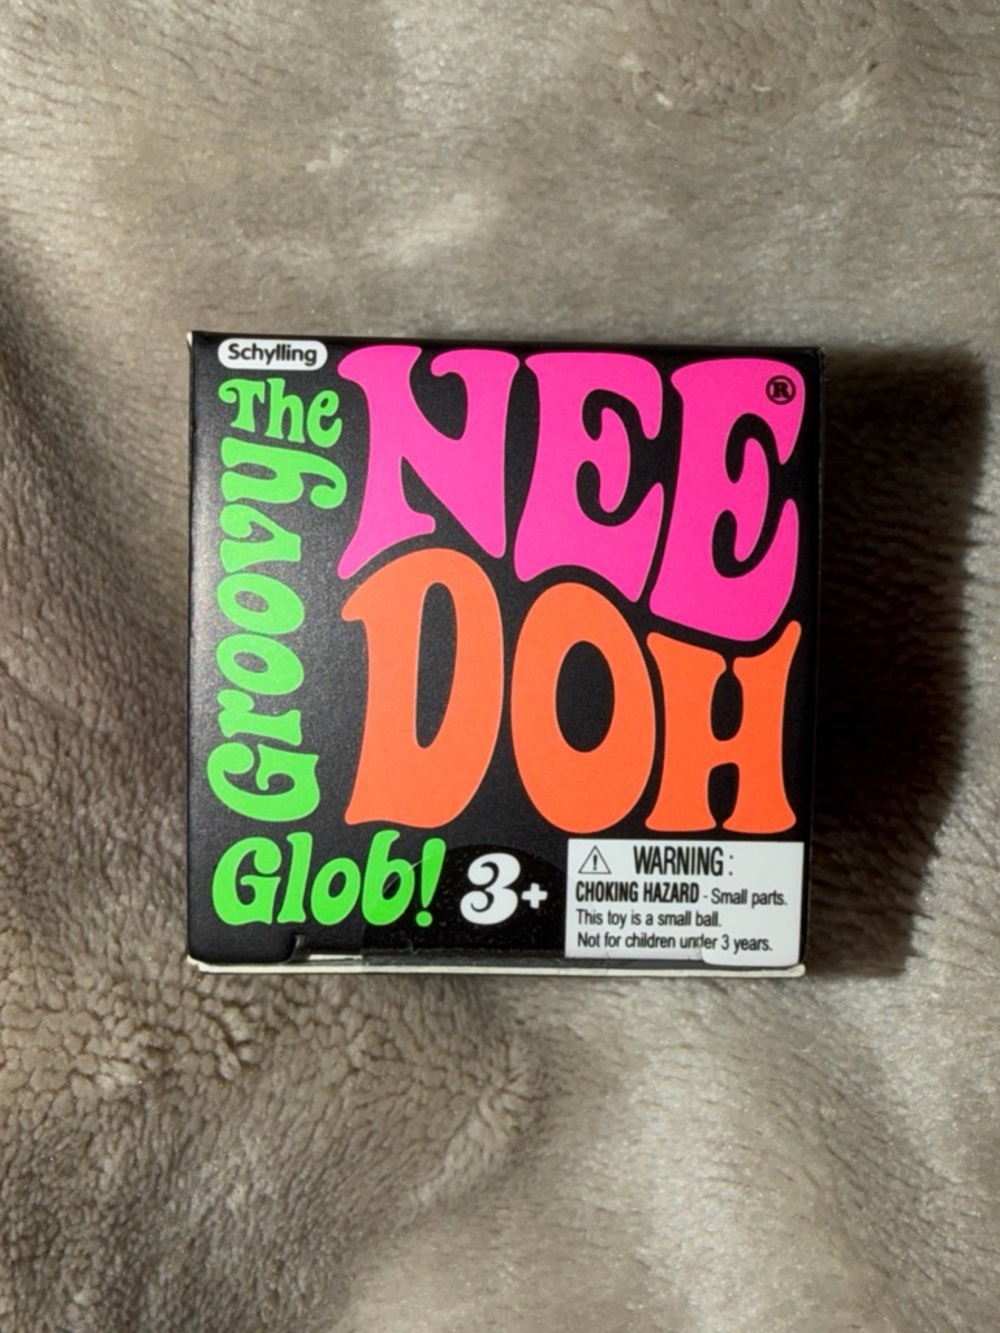 Schylling
The
Groovy
Glob!
NEE
®
DOH
3+
⚠ WARNING:
CHOKING HAZARD - Small parts.
This toy is a small ball.
Not for children under 3 years.